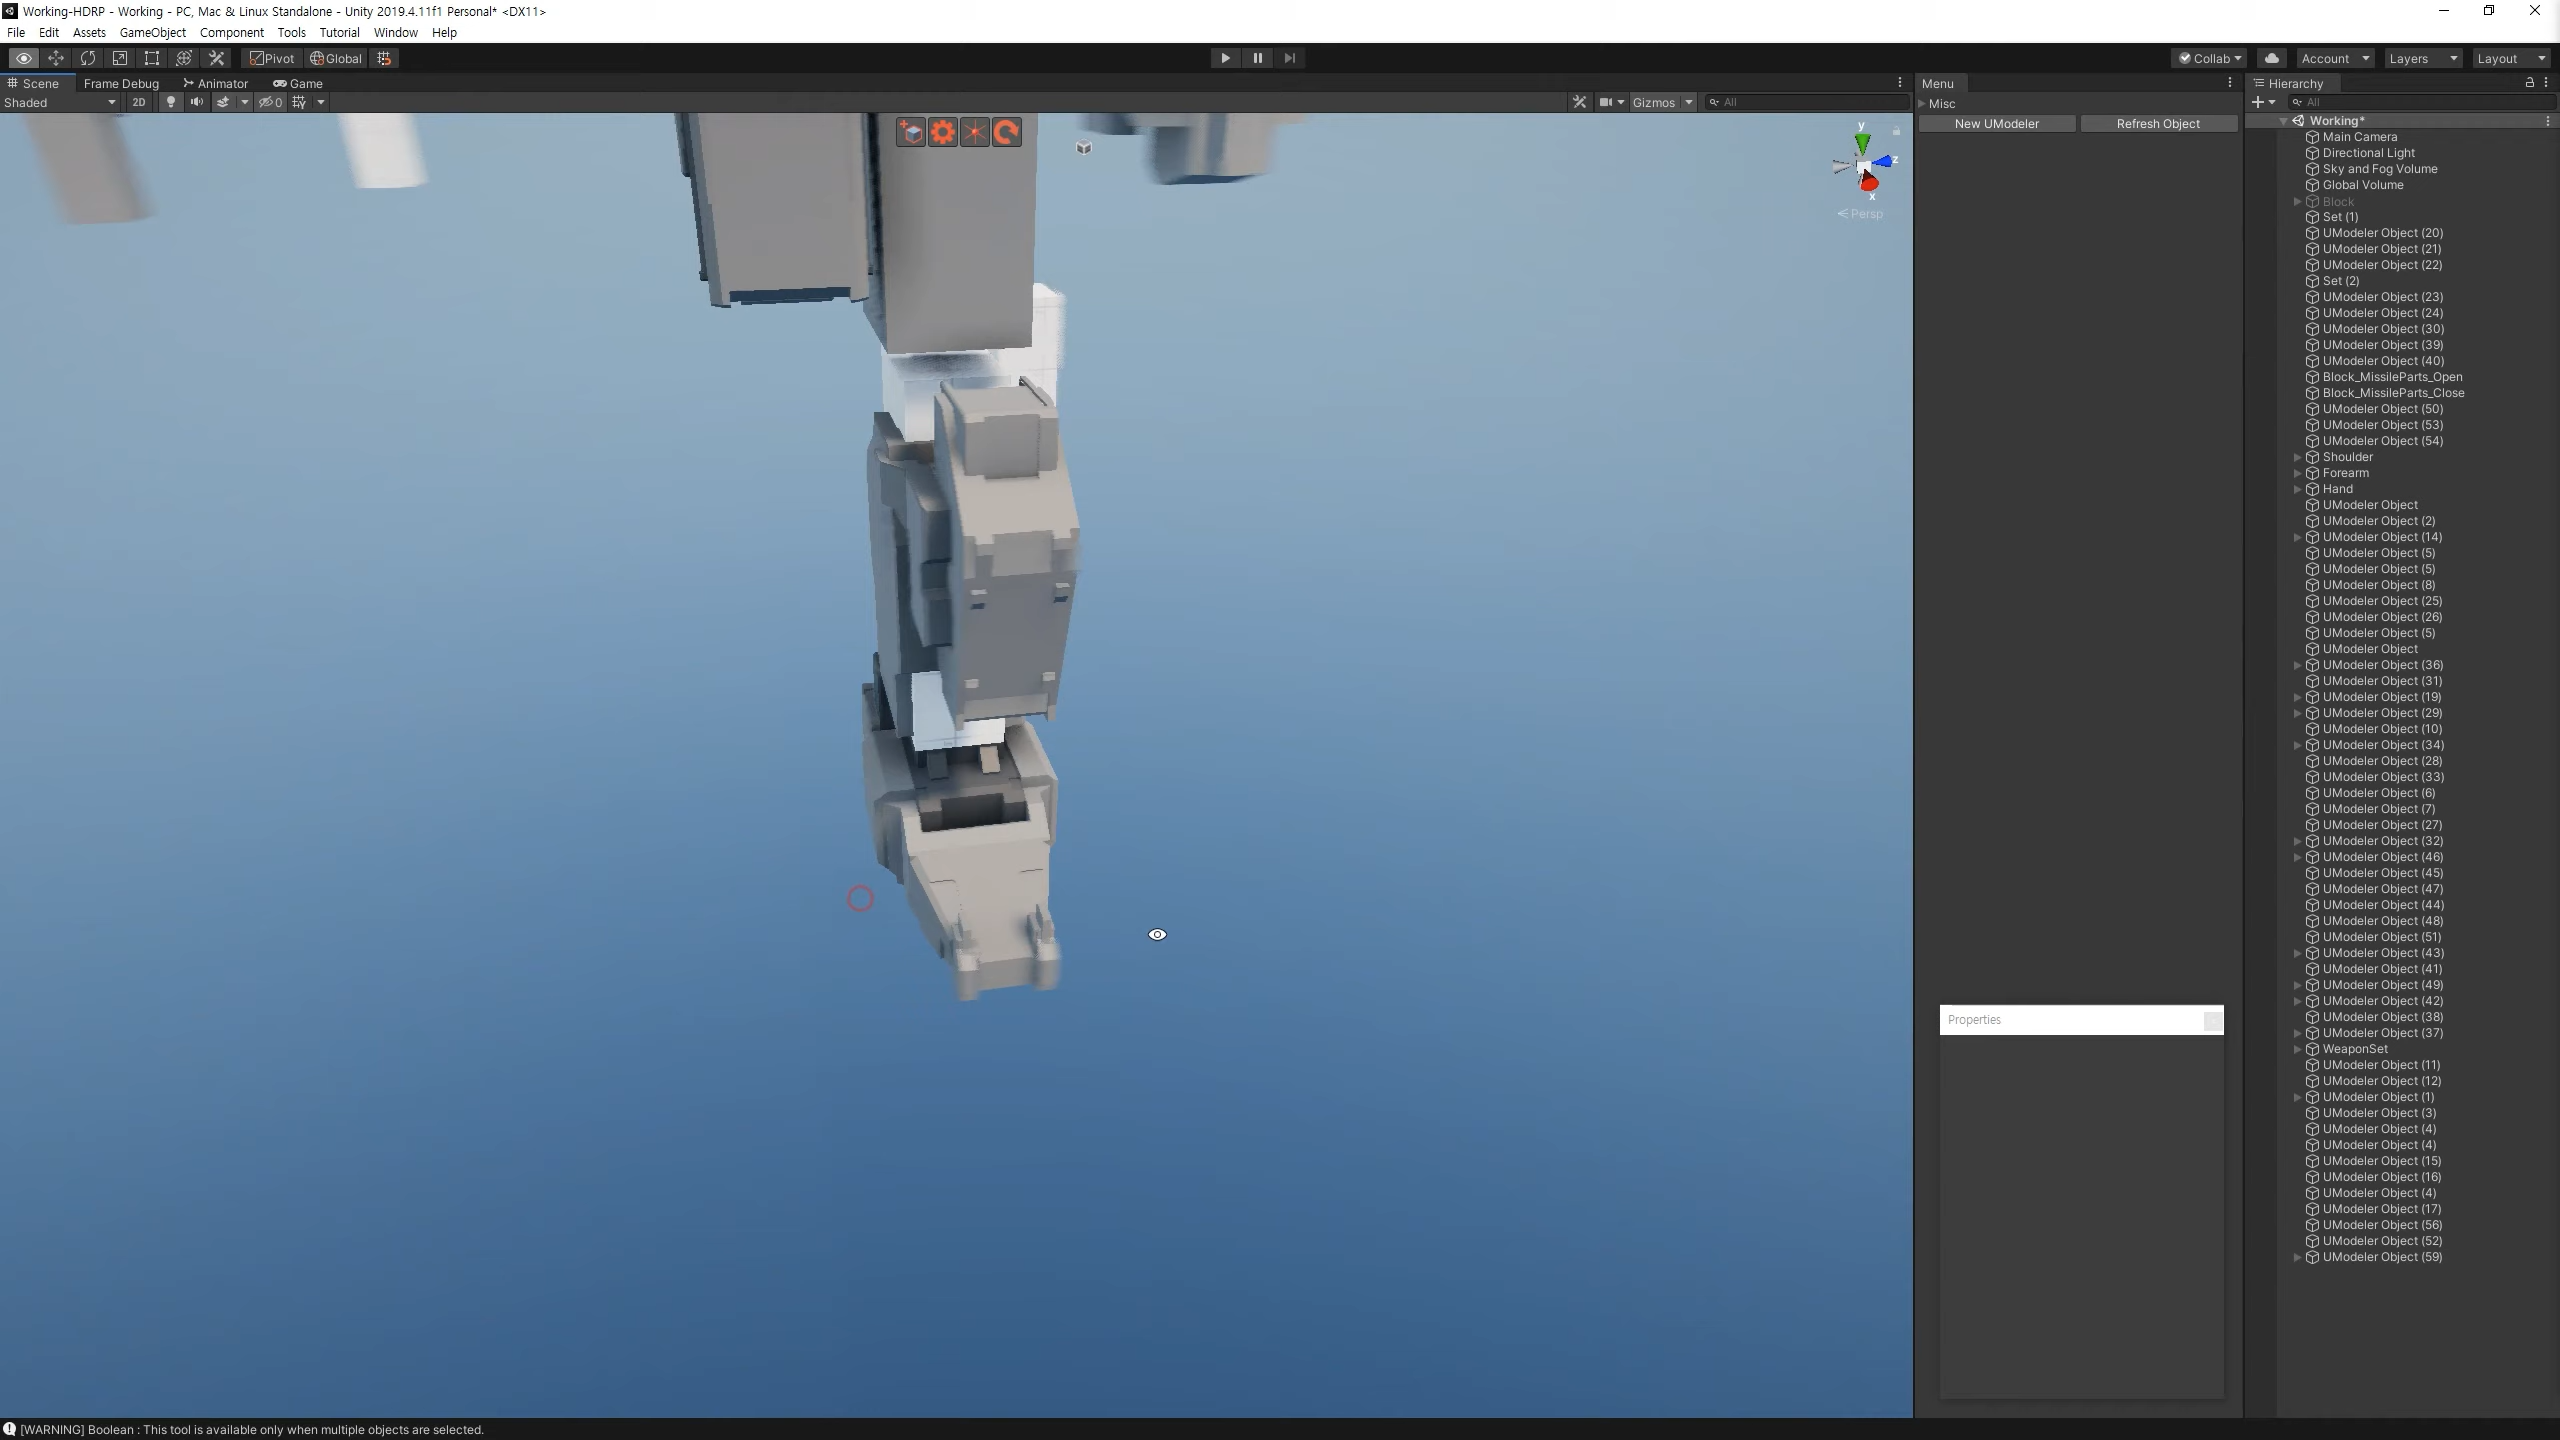 Working-HDRP - Working - PC, Mac & Linux Standalone - Unity 2019.4.11f1 Personal* <DX11>
File Edit Assets GameObject Component Tools Tutorial Window Help
Pivot Global Collab Account Layers Layout
Scene Frame Debug Animator Game
Shaded 2D 0 Gizmos All
y
z
x
Persp
Menu
Misc
New UModeler Refresh Object
Properties
Hierarchy
All
Working*
Main Camera
Directional Light
Sky and Fog Volume
Global Volume
Block
Set (1)
UModeler Object (20)
UModeler Object (21)
UModeler Object (22)
Set (2)
UModeler Object (23)
UModeler Object (24)
UModeler Object (30)
UModeler Object (39)
UModeler Object (40)
Block_MissileParts_Open
Block_MissileParts_Close
UModeler Object (50)
UModeler Object (53)
UModeler Object (54)
Shoulder
Forearm
Hand
UModeler Object
UModeler Object (2)
UModeler Object (14)
UModeler Object (5)
UModeler Object (5)
UModeler Object (8)
UModeler Object (25)
UModeler Object (26)
UModeler Object (5)
UModeler Object
UModeler Object (36)
UModeler Object (31)
UModeler Object (19)
UModeler Object (29)
UModeler Object (10)
UModeler Object (34)
UModeler Object (28)
UModeler Object (33)
UModeler Object (6)
UModeler Object (7)
UModeler Object (27)
UModeler Object (32)
UModeler Object (46)
UModeler Object (45)
UModeler Object (47)
UModeler Object (44)
UModeler Object (48)
UModeler Object (51)
UModeler Object (43)
UModeler Object (41)
UModeler Object (49)
UModeler Object (42)
UModeler Object (38)
UModeler Object (37)
WeaponSet
UModeler Object (11)
UModeler Object (12)
UModeler Object (1)
UModeler Object (3)
UModeler Object (4)
UModeler Object (4)
UModeler Object (15)
UModeler Object (16)
UModeler Object (4)
UModeler Object (17)
UModeler Object (56)
UModeler Object (52)
UModeler Object (59)
[WARNING] Boolean : This tool is available only when multiple objects are selected.